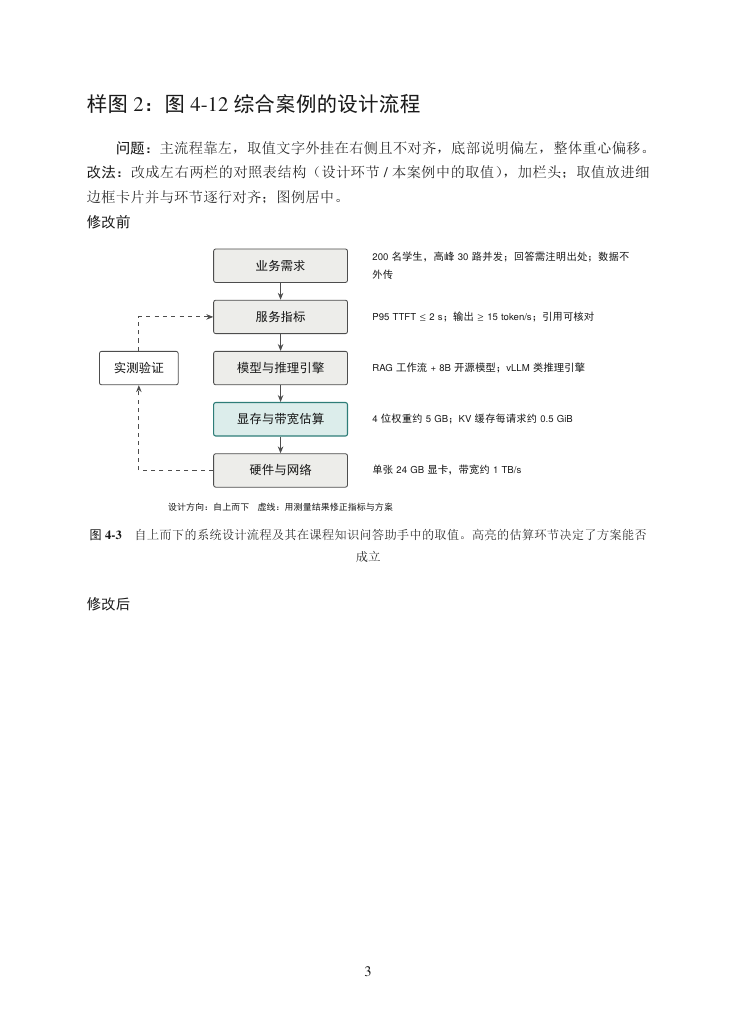 样图 2：图 4-12 综合案例的设计流程
问题：主流程靠左，取值文字外挂在右侧且不对齐，底部说明偏左，整体重心偏移。
改法：改成左右两栏的对照表结构（设计环节 / 本案例中的取值），加栏头；取值放进细
边框卡片并与环节逐行对齐；图例居中。
修改前
业务需求
200 名学生，高峰 30 路并发；回答需注明出处；数据不
外传
服务指标
P95 TTFT ≤ 2 s；输出 ≥ 15 token/s；引用可核对
实测验证
模型与推理引擎
RAG 工作流 + 8B 开源模型；vLLM 类推理引擎
显存与带宽估算
4 位权重约 5 GB；KV 缓存每请求约 0.5 GiB
硬件与网络
单张 24 GB 显卡，带宽约 1 TB/s
设计方向：自上而下 虚线：用测量结果修正指标与方案
图 4-3 自上而下的系统设计流程及其在课程知识问答助手中的取值。高亮的估算环节决定了方案能否
成立
修改后
3